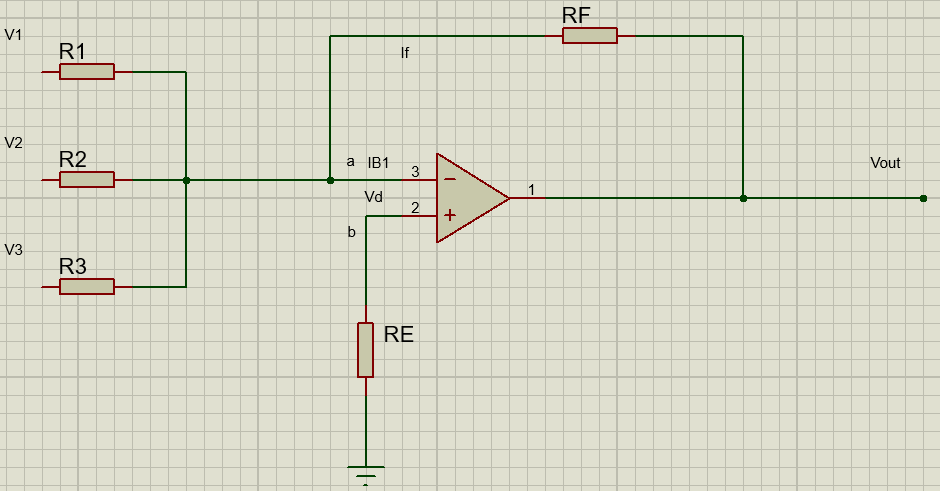 RF
V1
R1
If
V2
R2
a
IB1
3
−
Vd
2
+
1
Vout
b
V3
R3
RE